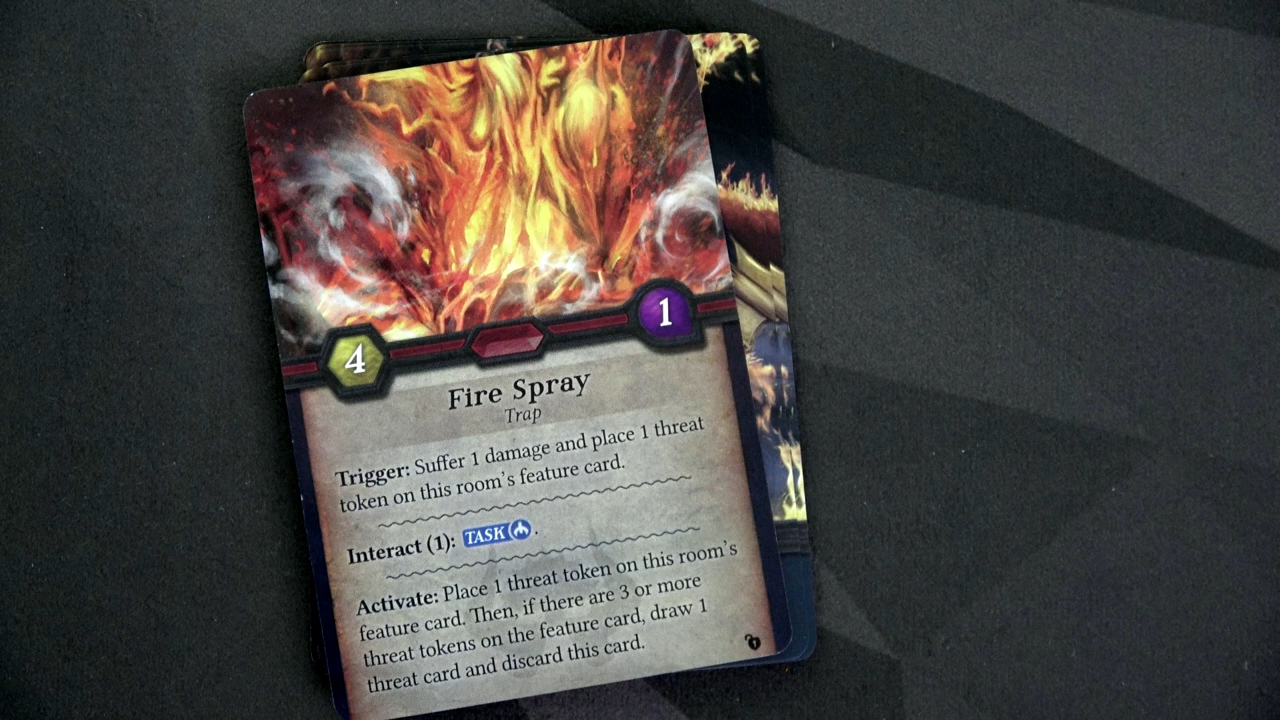 4
1
Fire Spray
Trap
Trigger: Suffer 1 damage and place 1 threat
token on this room's feature card.
Interact (1): TASK .
Activate: Place 1 threat token on this room's
feature card. Then, if there are 3 or more
threat tokens on the feature card, draw 1
threat card and discard this card.